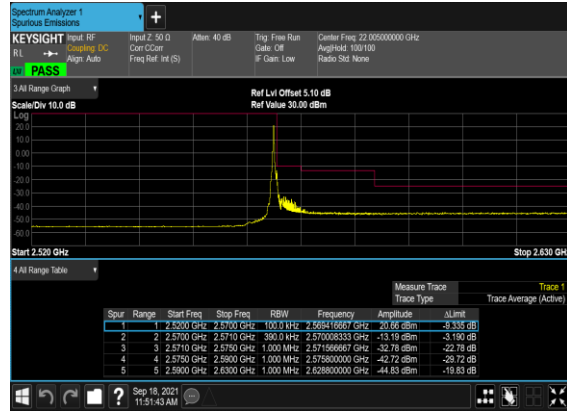 Spectrum Analyzer 1
Spurious Emissions
KEYSIGHT Input: RF Input Z: 50 Ω Atten: 40 dB Trig: Free Run Center Freq: 22.005000000 GHz
RL Coupling: DC Corr CCorr Gate: Off Avg|Hold: 100/100
Align: Auto Freq Ref: Int (S) IF Gain: Low Radio Std: None
PASS
3 All Range Graph
Ref Lvl Offset 5.10 dB
Scale/Div 10.0 dB Ref Value 30.00 dBm
Log
20.0
10.0
0.00
-10.0
-20.0
-30.0
-40.0
-50.0
-60.0
Start 2.520 GHz Stop 2.630 GH
4 All Range Table
Measure Trace Trace 1
Trace Type Trace Average (Active)
Spur Range Start Freq Stop Freq RBW Frequency Amplitude ΔLimit
1 1 2.5200 GHz 2.5700 GHz 100.0 kHz 2.569416667 GHz 20.66 dBm -9.335 dB
2 2 2.5700 GHz 2.5710 GHz 390.0 kHz 2.570008333 GHz -13.19 dBm -3.190 dB
3 3 2.5710 GHz 2.5750 GHz 1.000 MHz 2.571566667 GHz -32.78 dBm -22.78 dB
4 4 2.5750 GHz 2.5900 GHz 1.000 MHz 2.575800000 GHz -42.72 dBm -29.72 dB
5 5 2.5900 GHz 2.6300 GHz 1.000 MHz 2.628800000 GHz -44.83 dBm -19.83 dB
Sep 18, 2021
11:51:43 AM